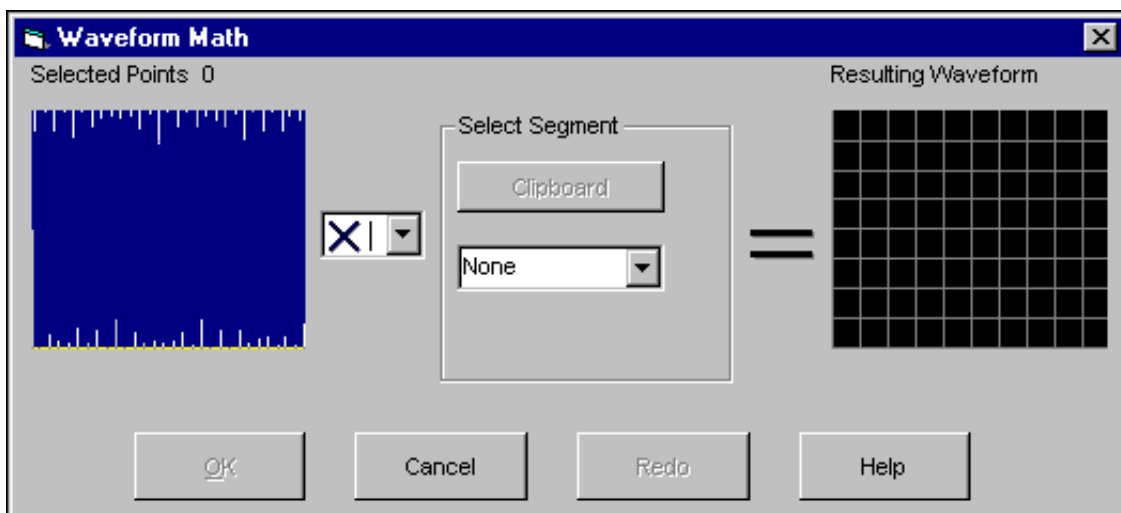 Waveform Math
Selected Points 0
Resulting Waveform
Select Segment
Clipboard
None
OK
Cancel
Redo
Help